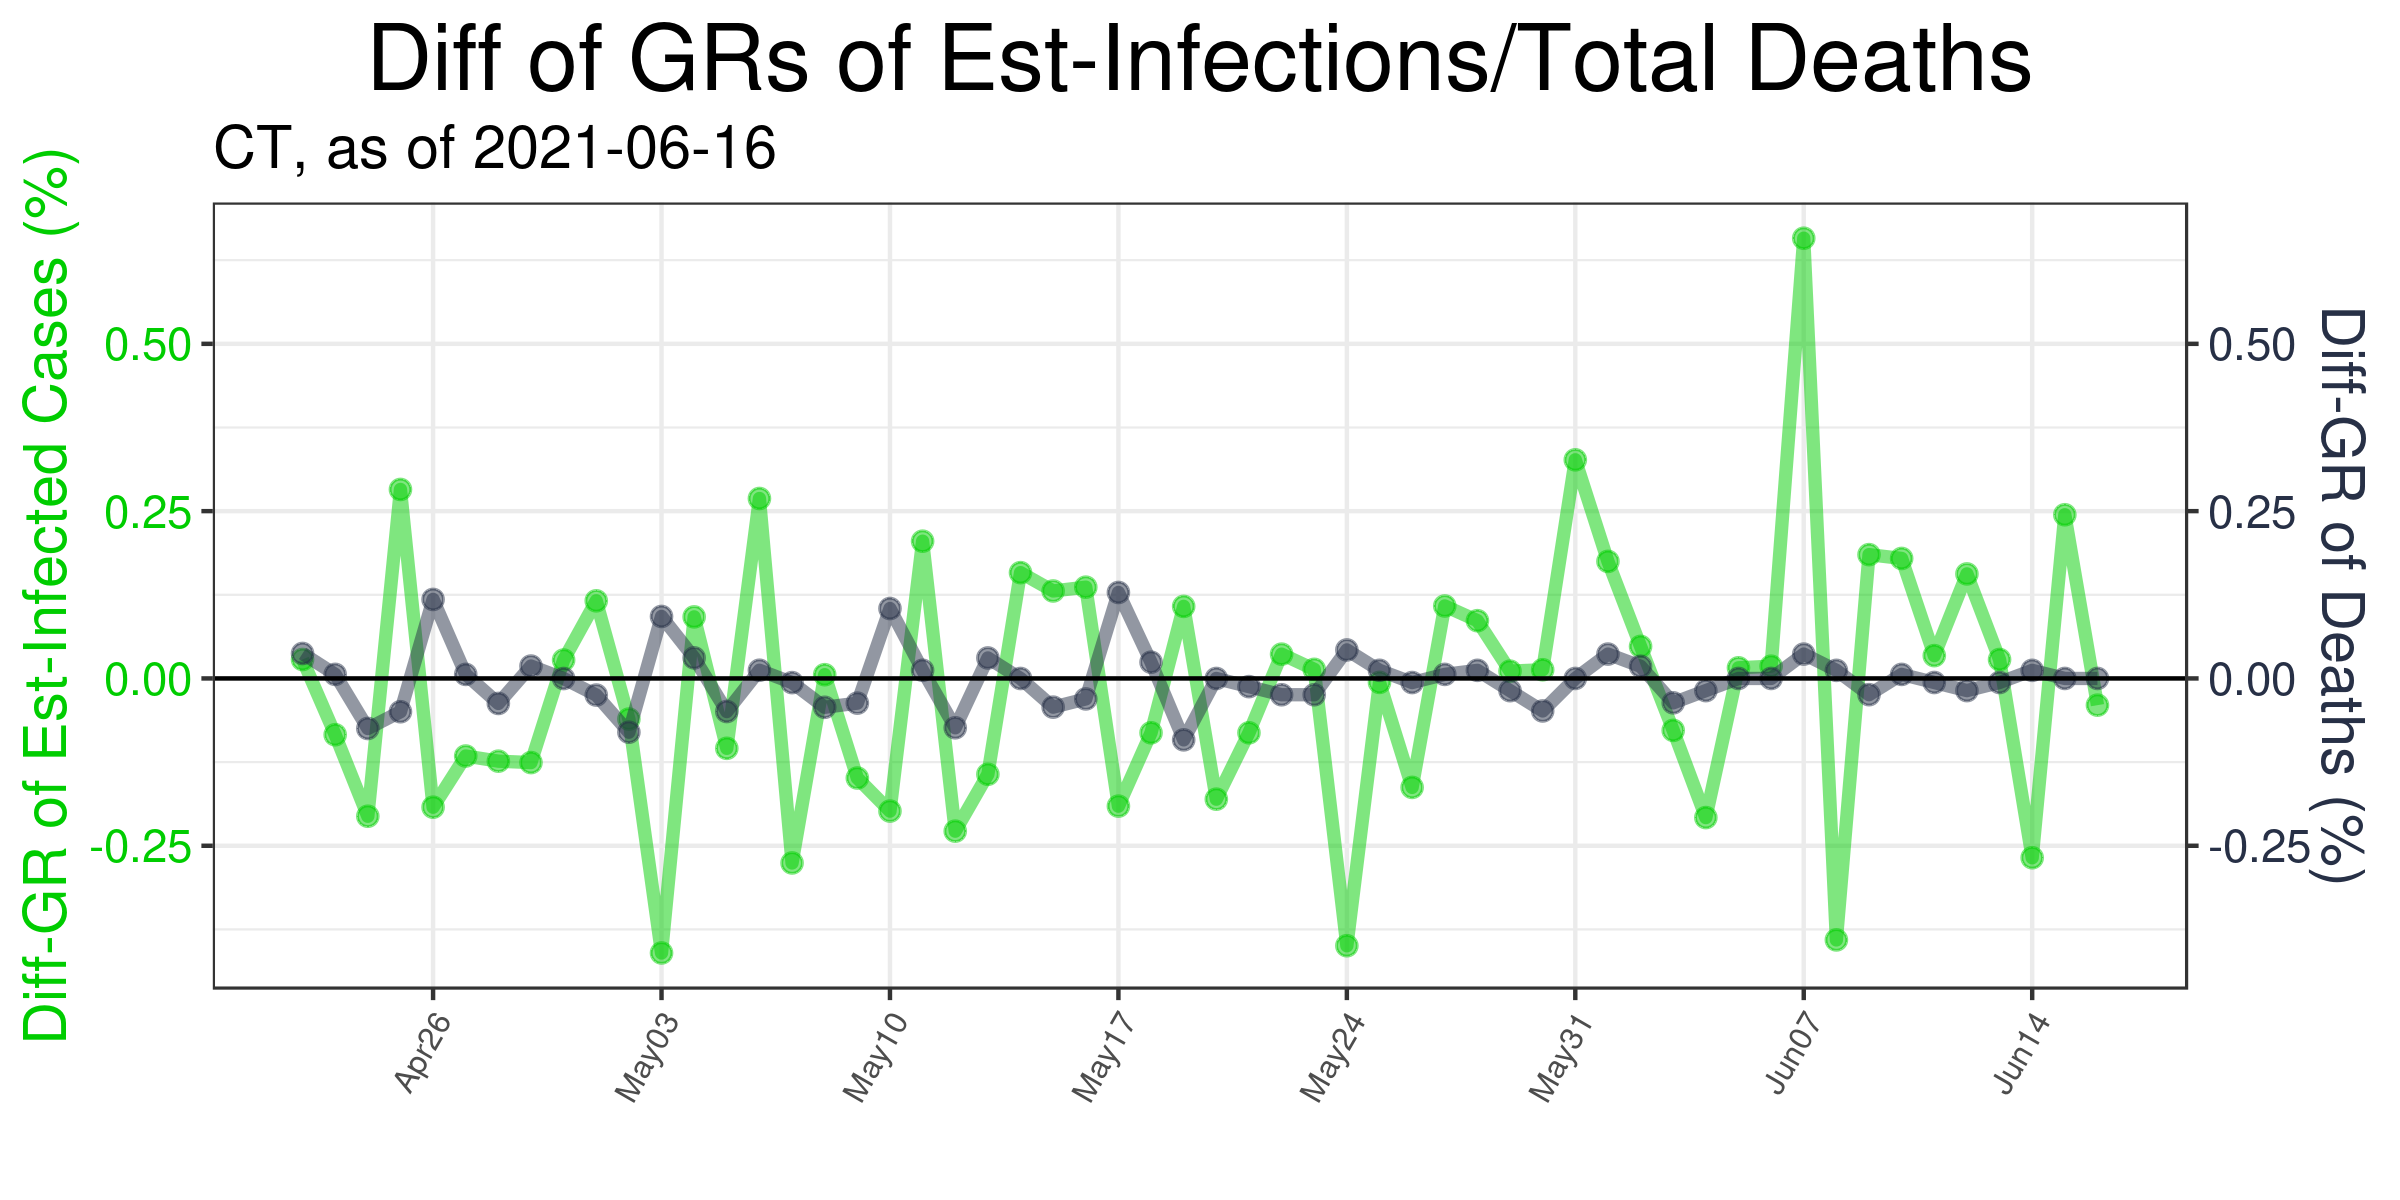 Diff of GRs of Est-Infections/Total Deaths
CT, as of 2021-06-16
Diff-GR of Est-Infected Cases (%)
0.50
0.25
0.00
-0.25
0.50
0.25
0.00
-0.25
Diff-GR of Deaths (%)
Apr26
May03
May10
May17
May24
May31
Jun07
Jun14